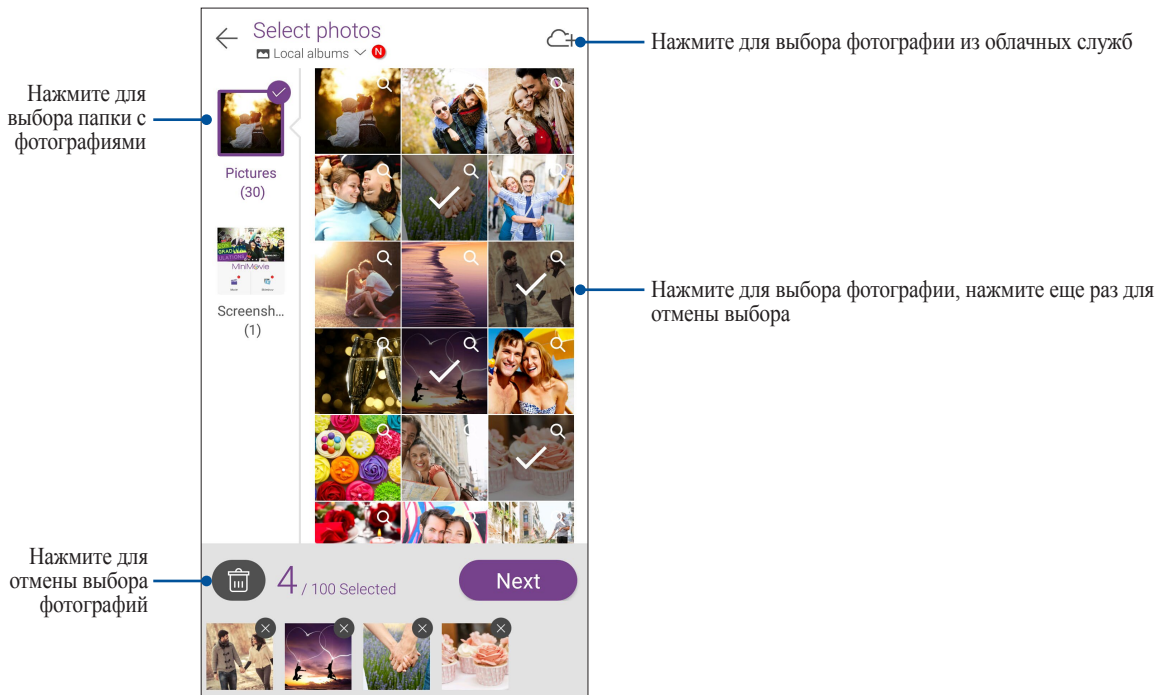 Select photos
Local albums
N
Нажмите для выбора фотографии из облачных служб
Нажмите для
выбора папки с
фотографиями
Pictures
(30)
MiniMovie
Screensh...
(1)
Нажмите для выбора фотографии, нажмите еще раз для
отмены выбора
Нажмите для
отмены выбора
фотографий
4 / 100 Selected
Next